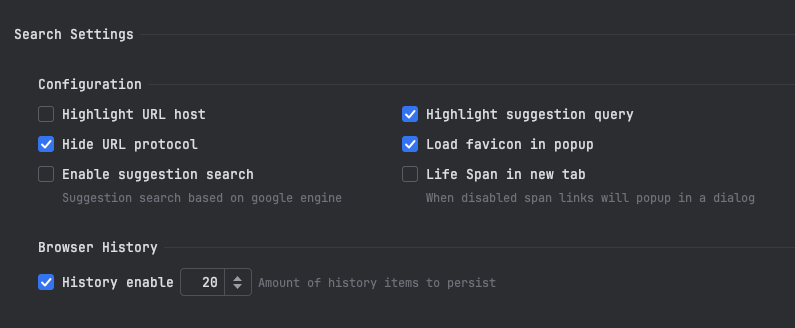 Search Settings
Configuration
Highlight URL host
Highlight suggestion query
Hide URL protocol
Load favicon in popup
Enable suggestion search
Life Span in new tab
Suggestion search based on google engine
When disabled span links will popup in a dialog
Browser History
History enable 20 Amount of history items to persist